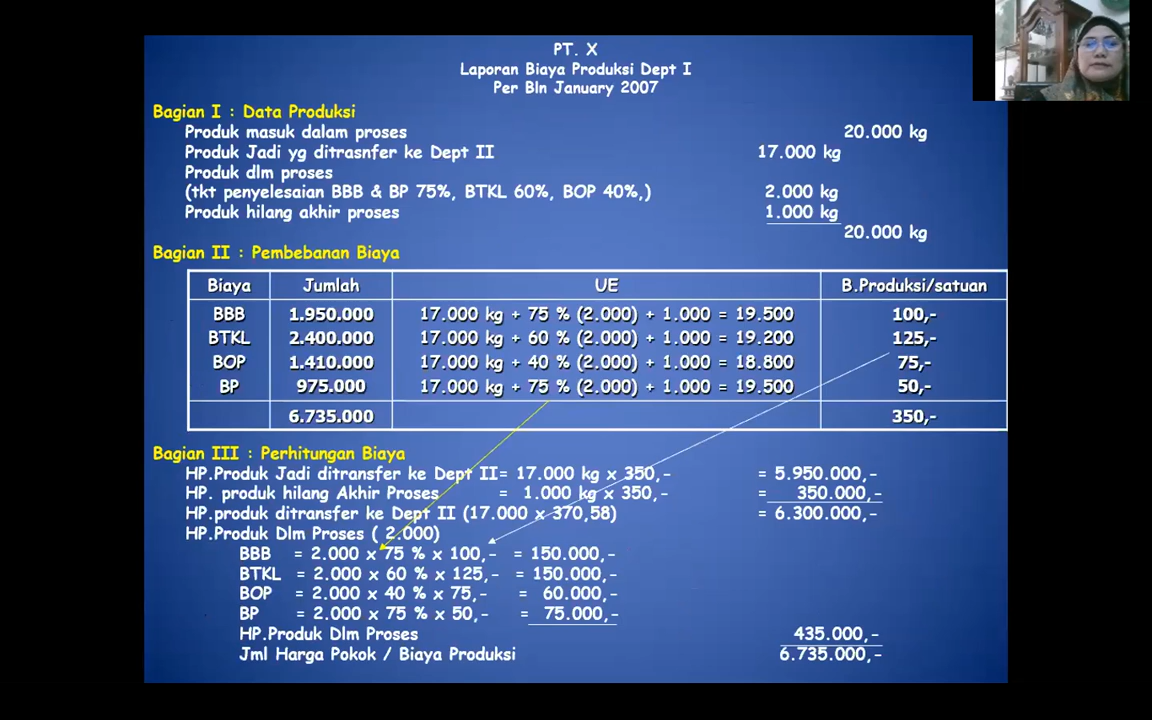 PT. X
Laporan Biaya Produksi Dept I
Per Bln January 2007
Bagian I : Data Produksi
Produk masuk dalam proses 20.000 kg
Produk Jadi yg ditrasnfer ke Dept II 17.000 kg
Produk dlm proses
(tkt penyelesaian BBB & BP 75%, BTKL 60%, BOP 40%,) 2.000 kg
Produk hilang akhir proses 1.000 kg
20.000 kg
Bagian II : Pembebanan Biaya
Biaya Jumlah UE B.Produksi/satuan
BBB 1.950.000 17.000 kg + 75 % (2.000) + 1.000 = 19.500 100,-
BTKL 2.400.000 17.000 kg + 60 % (2.000) + 1.000 = 19.200 125,-
BOP 1.410.000 17.000 kg + 40 % (2.000) + 1.000 = 18.800 75,-
BP 975.000 17.000 kg + 75 % (2.000) + 1.000 = 19.500 50,-
6.735.000 350,-
Bagian III : Perhitungan Biaya
HP.Produk Jadi ditransfer ke Dept II= 17.000 kg x 350,- = 5.950.000,-
HP. produk hilang Akhir Proses = 1.000 kg x 350,- = 350.000,-
HP.produk ditransfer ke Dept II (17.000 x 370,58) = 6.300.000,-
HP.Produk Dlm Proses ( 2.000)
BBB = 2.000 x 75 % x 100,- = 150.000,-
BTKL = 2.000 x 60 % x 125,- = 150.000,-
BOP = 2.000 x 40 % x 75,- = 60.000,-
BP = 2.000 x 75 % x 50,- = 75.000,-
HP.Produk Dlm Proses 435.000,-
Jml Harga Pokok / Biaya Produksi 6.735.000,-